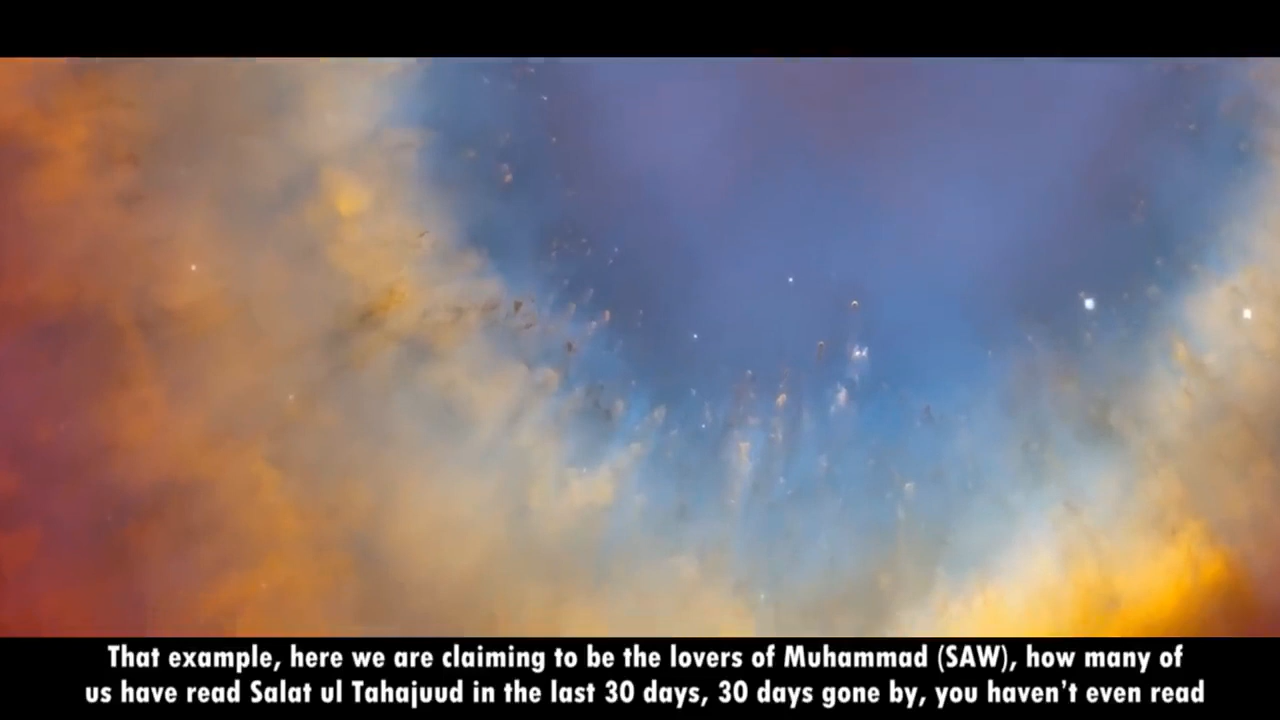 That example, here we are claiming to be the lovers of Muhammad (SAW), how many of
us have read Salat ul Tahajuud in the last 30 days, 30 days gone by, you haven’t even read